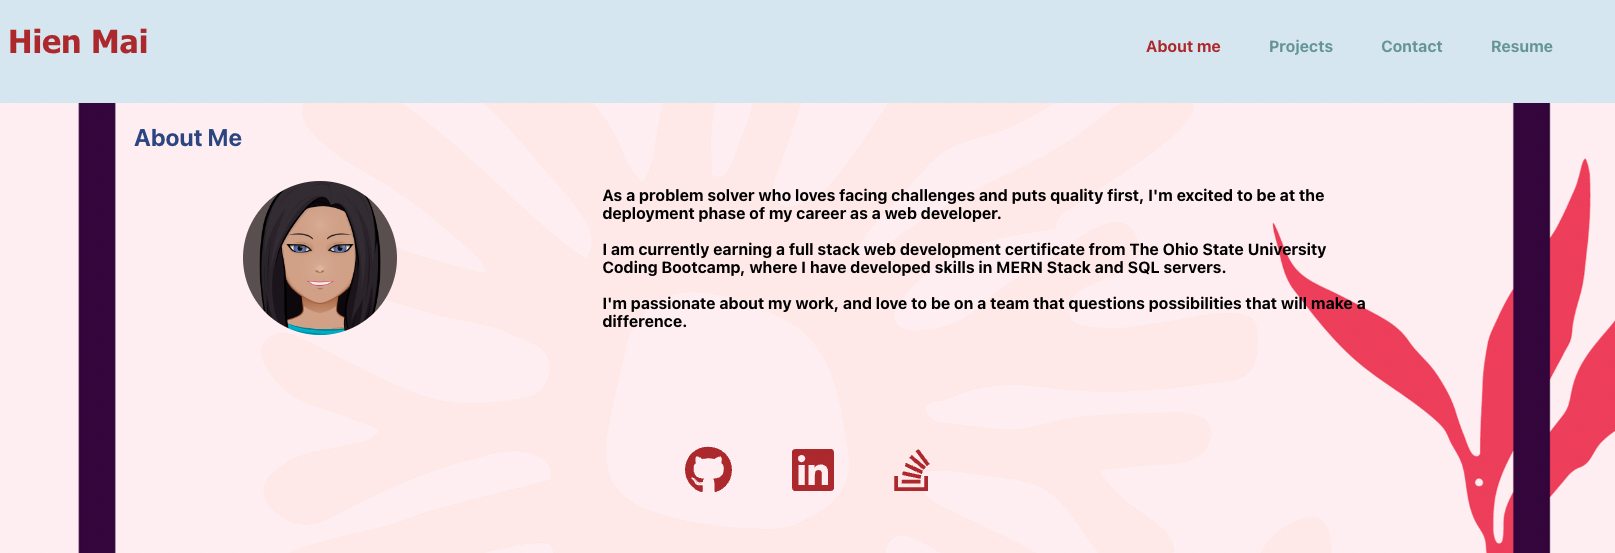 Hien Mai
About me Projects Contact Resume
About Me
As a problem solver who loves facing challenges and puts quality first, I'm excited to be at the
deployment phase of my career as a web developer.
I am currently earning a full stack web development certificate from The Ohio State University
Coding Bootcamp, where I have developed skills in MERN Stack and SQL servers.
I'm passionate about my work, and love to be on a team that questions possibilities that will make a
difference.
in